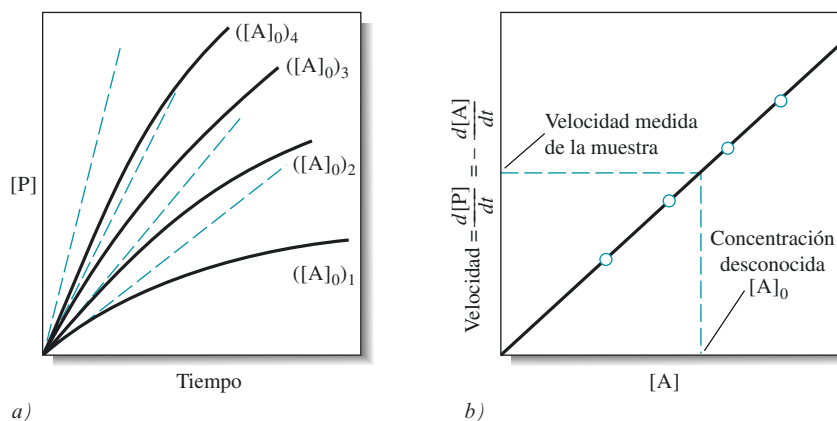 ([A]₀)₄
([A]₀)₃
([A]₀)₂
([A]₀)₁
[P]
Tiempo
a)
Velocidad = d[P]/dt = - d[A]/dt
Velocidad medida
de la muestra
Concentración
desconocida
[A]₀
[A]
b)